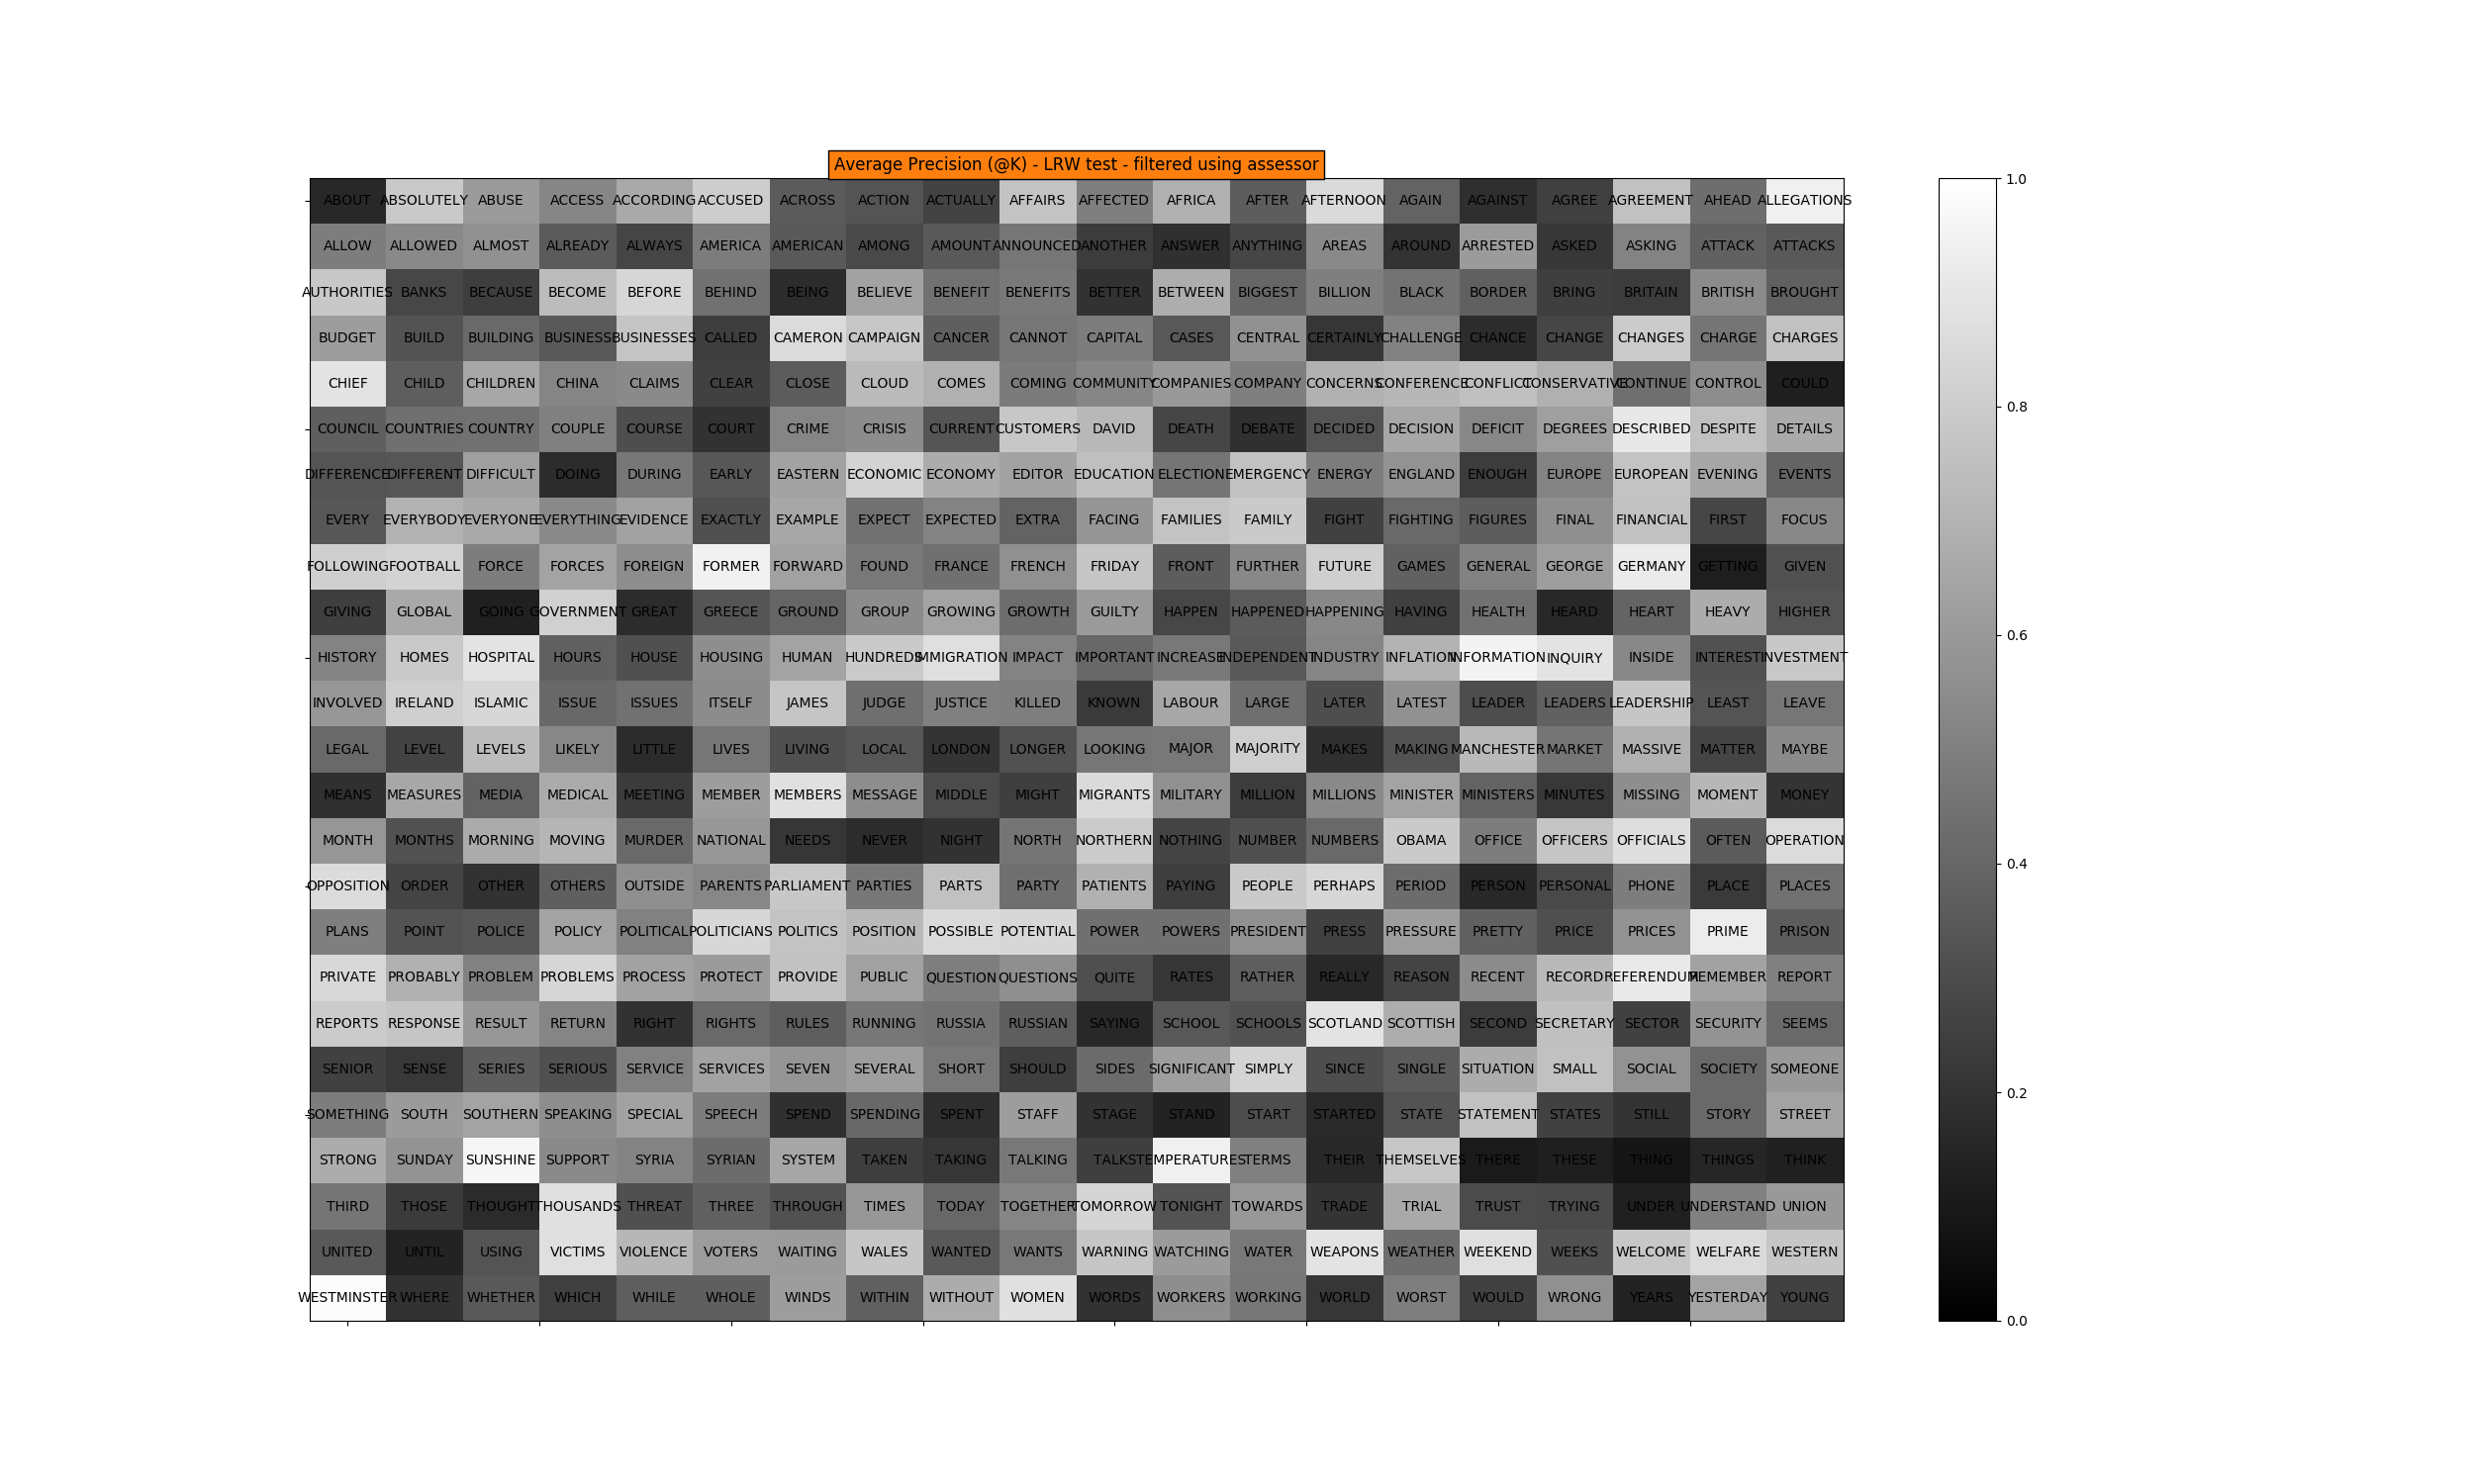 Average Precision (@K) - LRW test - filtered using assessor
ABOUT ABSOLUTELY ABUSE ACCESS ACCORDING ACCUSED ACROSS ACTION ACTUALLY AFFAIRS AFFECTED AFRICA AFTER AFTERNOON AGAIN AGAINST AGREE AGREEMENT AHEAD ALLEGATIONS
ALLOW ALLOWED ALMOST ALREADY ALWAYS AMERICA AMERICAN AMONG AMOUNT ANNOUNCED ANOTHER ANSWER ANYTHING AREAS AROUND ARRESTED ASKED ASKING ATTACK ATTACKS
AUTHORITIES BANKS BECAUSE BECOME BEFORE BEHIND BEING BELIEVE BENEFIT BENEFITS BETTER BETWEEN BIGGEST BILLION BLACK BORDER BRING BRITAIN BRITISH BROUGHT
BUDGET BUILD BUILDING BUSINESS BUSINESSES CALLED CAMERON CAMPAIGN CANCER CANNOT CAPITAL CASES CENTRAL CERTAINLY CHALLENGE CHANCE CHANGE CHANGES CHARGE CHARGES
CHIEF CHILD CHILDREN CHINA CLAIMS CLEAR CLOSE CLOUD COMES COMING COMMUNITY COMPANIES COMPANY CONCERNS CONFERENCE CONFLICT CONSERVATIVE CONTINUE CONTROL COULD
COUNCIL COUNTRIES COUNTRY COUPLE COURSE COURT CRIME CRISIS CURRENT CUSTOMERS DAVID DEATH DEBATE DECIDED DECISION DEFICIT DEGREES DESCRIBED DESPITE DETAILS
DIFFERENCE DIFFERENT DIFFICULT DOING DURING EARLY EASTERN ECONOMIC ECONOMY EDITOR EDUCATION ELECTION EMERGENCY ENERGY ENGLAND ENOUGH EUROPE EUROPEAN EVENING EVENTS
EVERY EVERYBODY EVERYONE EVERYTHING EVIDENCE EXACTLY EXAMPLE EXPECT EXPECTED EXTRA FACING FAMILIES FAMILY FIGHT FIGHTING FIGURES FINAL FINANCIAL FIRST FOCUS
FOLLOWING FOOTBALL FORCE FORCES FOREIGN FORMER FORWARD FOUND FRANCE FRENCH FRIDAY FRONT FURTHER FUTURE GAMES GENERAL GEORGE GERMANY GETTING GIVEN
GIVING GLOBAL GOING GOVERNMENT GREAT GREECE GROUND GROUP GROWING GROWTH GUILTY HAPPEN HAPPENED HAPPENING HAVING HEALTH HEARD HEART HEAVY HIGHER
HISTORY HOMES HOSPITAL HOURS HOUSE HOUSING HUMAN HUNDREDS IMMIGRATION IMPACT IMPORTANT INCREASE INDEPENDENT INDUSTRY INFLATION INFORMATION INQUIRY INSIDE INTEREST INVESTMENT
INVOLVED IRELAND ISLAMIC ISSUE ISSUES ITSELF JAMES JUDGE JUSTICE KILLED KNOWN LABOUR LARGE LATER LATEST LEADER LEADERS LEADERSHIP LEAST LEAVE
LEGAL LEVEL LEVELS LIKELY LITTLE LIVES LIVING LOCAL LONDON LONGER LOOKING MAJOR MAJORITY MAKES MAKING MANCHESTER MARKET MASSIVE MATTER MAYBE
MEANS MEASURES MEDIA MEDICAL MEETING MEMBER MEMBERS MESSAGE MIDDLE MIGHT MIGRANTS MILITARY MILLION MILLIONS MINISTER MINISTERS MINUTES MISSING MOMENT MONEY
MONTH MONTHS MORNING MOVING MURDER NATIONAL NEEDS NEVER NIGHT NORTH NORTHERN NOTHING NUMBER NUMBERS OBAMA OFFICE OFFICERS OFFICIALS OFTEN OPERATION
OPPOSITION ORDER OTHER OTHERS OUTSIDE PARENTS PARLIAMENT PARTIES PARTS PARTY PATIENTS PAYING PEOPLE PERHAPS PERIOD PERSON PERSONAL PHONE PLACE PLACES
PLANS POINT POLICE POLICY POLITICAL POLITICIANS POLITICS POSITION POSSIBLE POTENTIAL POWER POWERS PRESIDENT PRESS PRESSURE PRETTY PRICE PRICES PRIME PRISON
PRIVATE PROBABLY PROBLEM PROBLEMS PROCESS PROTECT PROVIDE PUBLIC QUESTION QUESTIONS QUITE RATES RATHER REALLY REASON RECENT RECORD REFERENDUM REMEMBER REPORT
REPORTS RESPONSE RESULT RETURN RIGHT RIGHTS RULES RUNNING RUSSIA RUSSIAN SAYING SCHOOL SCHOOLS SCOTLAND SCOTTISH SECOND SECRETARY SECTOR SECURITY SEEMS
SENIOR SENSE SERIES SERIOUS SERVICE SERVICES SEVEN SEVERAL SHORT SHOULD SIDES SIGNIFICANT SIMPLY SINCE SINGLE SITUATION SMALL SOCIAL SOCIETY SOMEONE
SOMETHING SOUTH SOUTHERN SPEAKING SPECIAL SPEECH SPEND SPENDING SPENT STAFF STAGE STAND START STARTED STATE STATEMENT STATES STILL STORY STREET
STRONG SUNDAY SUNSHINE SUPPORT SYRIA SYRIAN SYSTEM TAKEN TAKING TALKING TALKS TEMPERATURES TERMS THEIR THEMSELVES THERE THESE THING THINGS THINK
THIRD THOSE THOUGHT THOUSANDS THREAT THREE THROUGH TIMES TODAY TOGETHER TOMORROW TONIGHT TOWARDS TRADE TRIAL TRUST TRYING UNDER UNDERSTAND UNION
UNITED UNTIL USING VICTIMS VIOLENCE VOTERS WAITING WALES WANTED WANTS WARNING WATCHING WATER WEAPONS WEATHER WEEKEND WEEKS WELCOME WELFARE WESTERN
WESTMINSTER WHERE WHETHER WHICH WHILE WHOLE WINDS WITHIN WITHOUT WOMEN WORDS WORKERS WORKING WORLD WORST WOULD WRONG YEARS YESTERDAY YOUNG
1.0
0.8
0.6
0.4
0.2
0.0